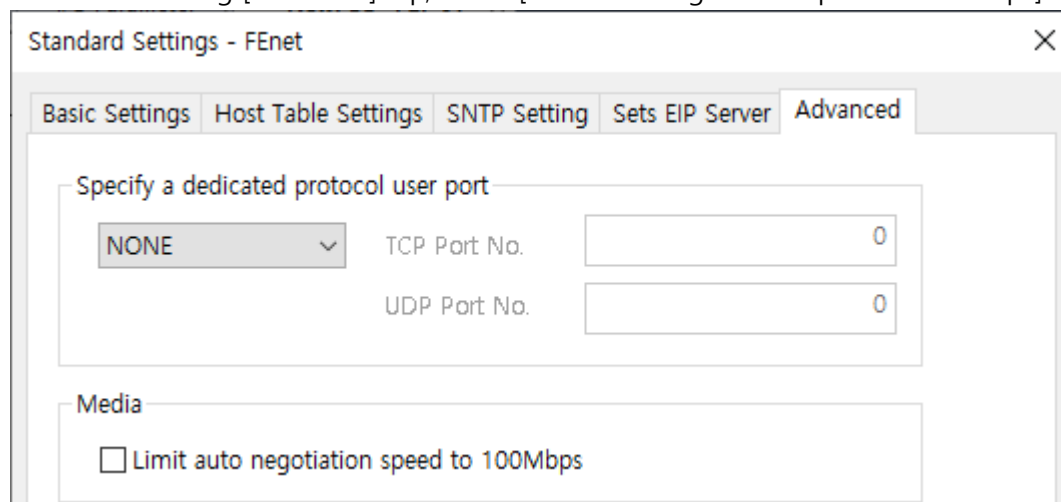 Standard Settings - FEnet
Basic Settings Host Table Settings SNTP Setting Sets EIP Server Advanced
Specify a dedicated protocol user port
NONE TCP Port No. 0
UDP Port No. 0
Media
Limit auto negotiation speed to 100Mbps